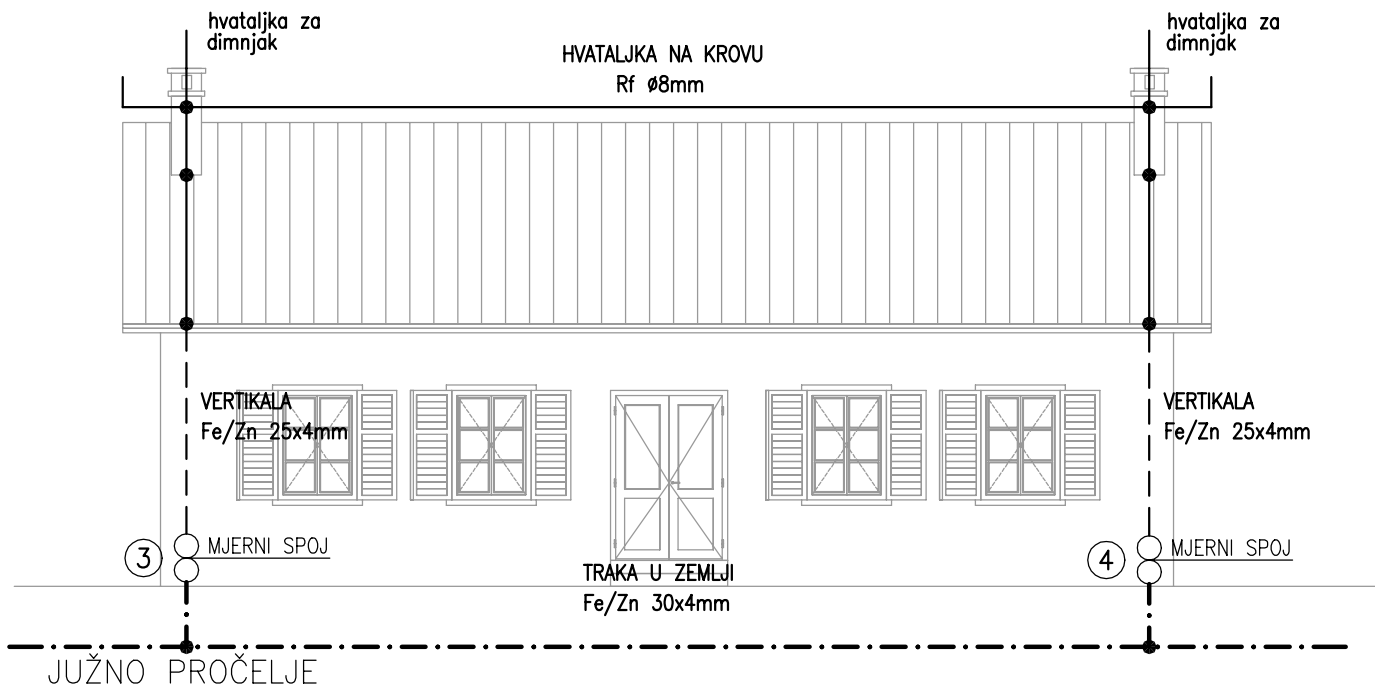 hvataljka za
dimnjak
HVATALJKA NA KROVU
Rf ø8mm
hvataljka za
dimnjak
VERTIKALA
Fe/Zn 25x4mm
VERTIKALA
Fe/Zn 25x4mm
3
MJERNI SPOJ
4
MJERNI SPOJ
TRAKA U ZEMLJI
Fe/Zn 30x4mm
JUŽNO PROČELJE